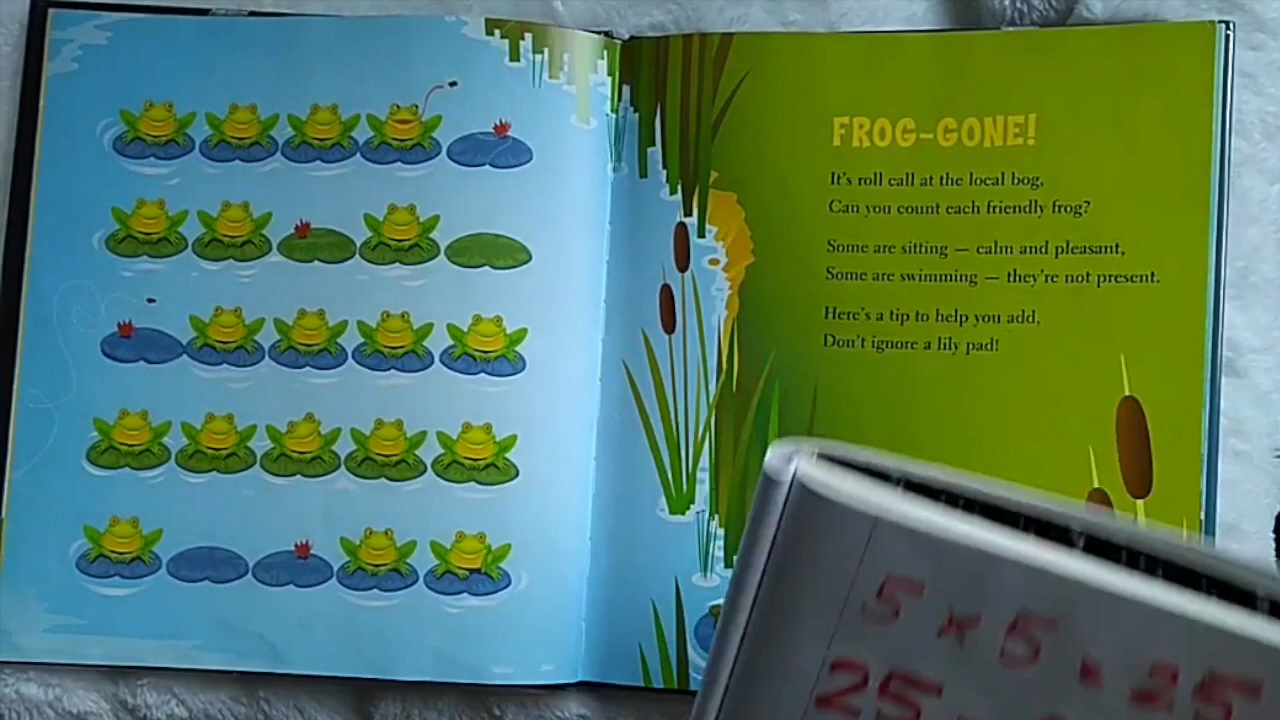 FROG-GONE!
It's roll call at the local bog,
Can you count each friendly frog?
Some are sitting — calm and pleasant,
Some are swimming — they're not present.
Here's a tip to help you add,
Don't ignore a lily pad!
5 x 5 = 25
25